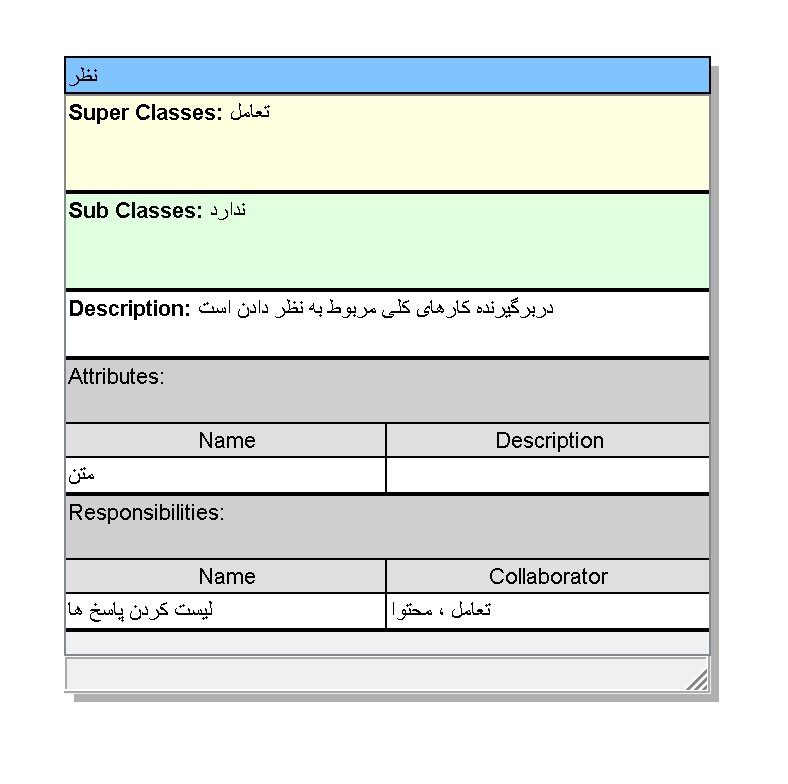 نظر
Super Classes: تعامل
Sub Classes: ندارد
Description: دربرگیرنده کارهای کلی مربوط به نظر دادن است
Attributes:
Name Description
متن
Responsibilities:
Name Collaborator
لیست کردن پاسخ ها تعامل ، محتوا